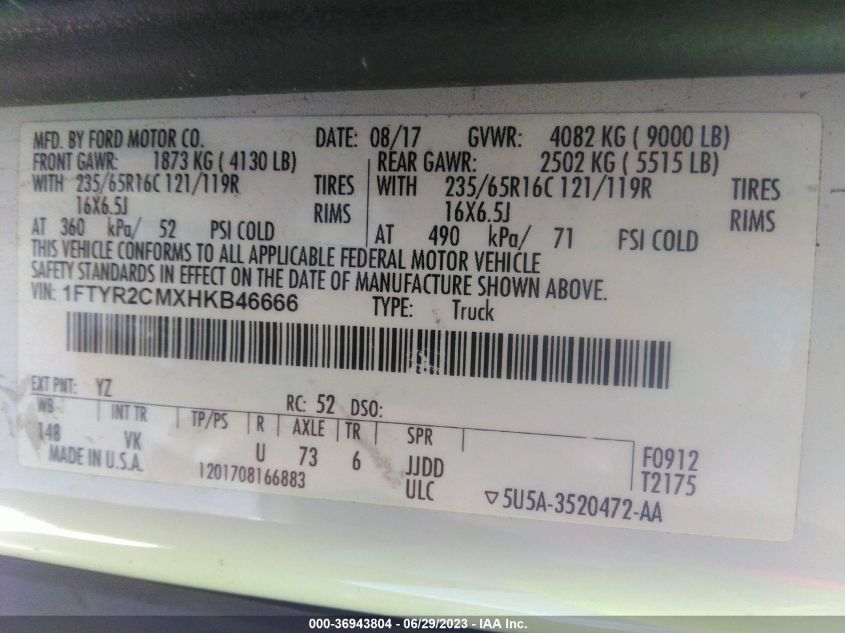 MFD. BY FORD MOTOR CO. DATE: 08/17 GVWR: 4082 KG ( 9000 LB)
FRONT GAWR: 1873 KG ( 4130 LB) REAR GAWR: 2502 KG ( 5515 LB)
WITH 235/65R16C 121/119R TIRES WITH 235/65R16C 121/119R TIRES
16X6.5J RIMS 16X6.5J RIMS
AT 360 kPa/ 52 PSI COLD AT 490 kPa/ 71 PSI COLD
THIS VEHICLE CONFORMS TO ALL APPLICABLE FEDERAL MOTOR VEHICLE
SAFETY STANDARDS IN EFFECT ON THE DATE OF MANUFACTURE SHOWN ABOVE.
VIN: 1FTYR2CMXHKB46666 TYPE: Truck
EXT PNT: YZ RC: 52 DSO:
WB INT TR TP/PS R AXLE TR SPR
148 VK U 73 6 JJDD F0912
MADE IN U.S.A. 1201708166883 ULC ▽5U5A-3520472-AA T2175
000-36943804 - 06/29/2023 - IAA Inc.